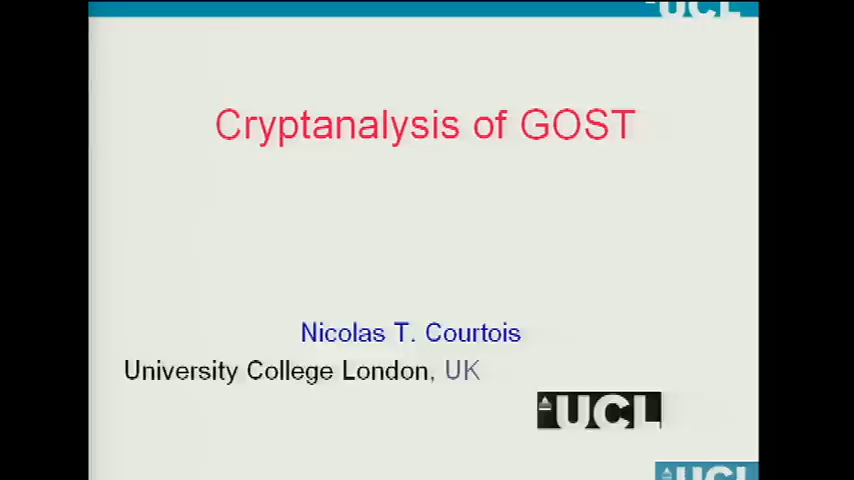 UCL
Cryptanalysis of GOST
Nicolas T. Courtois
University College London, UK
UCL
UCL